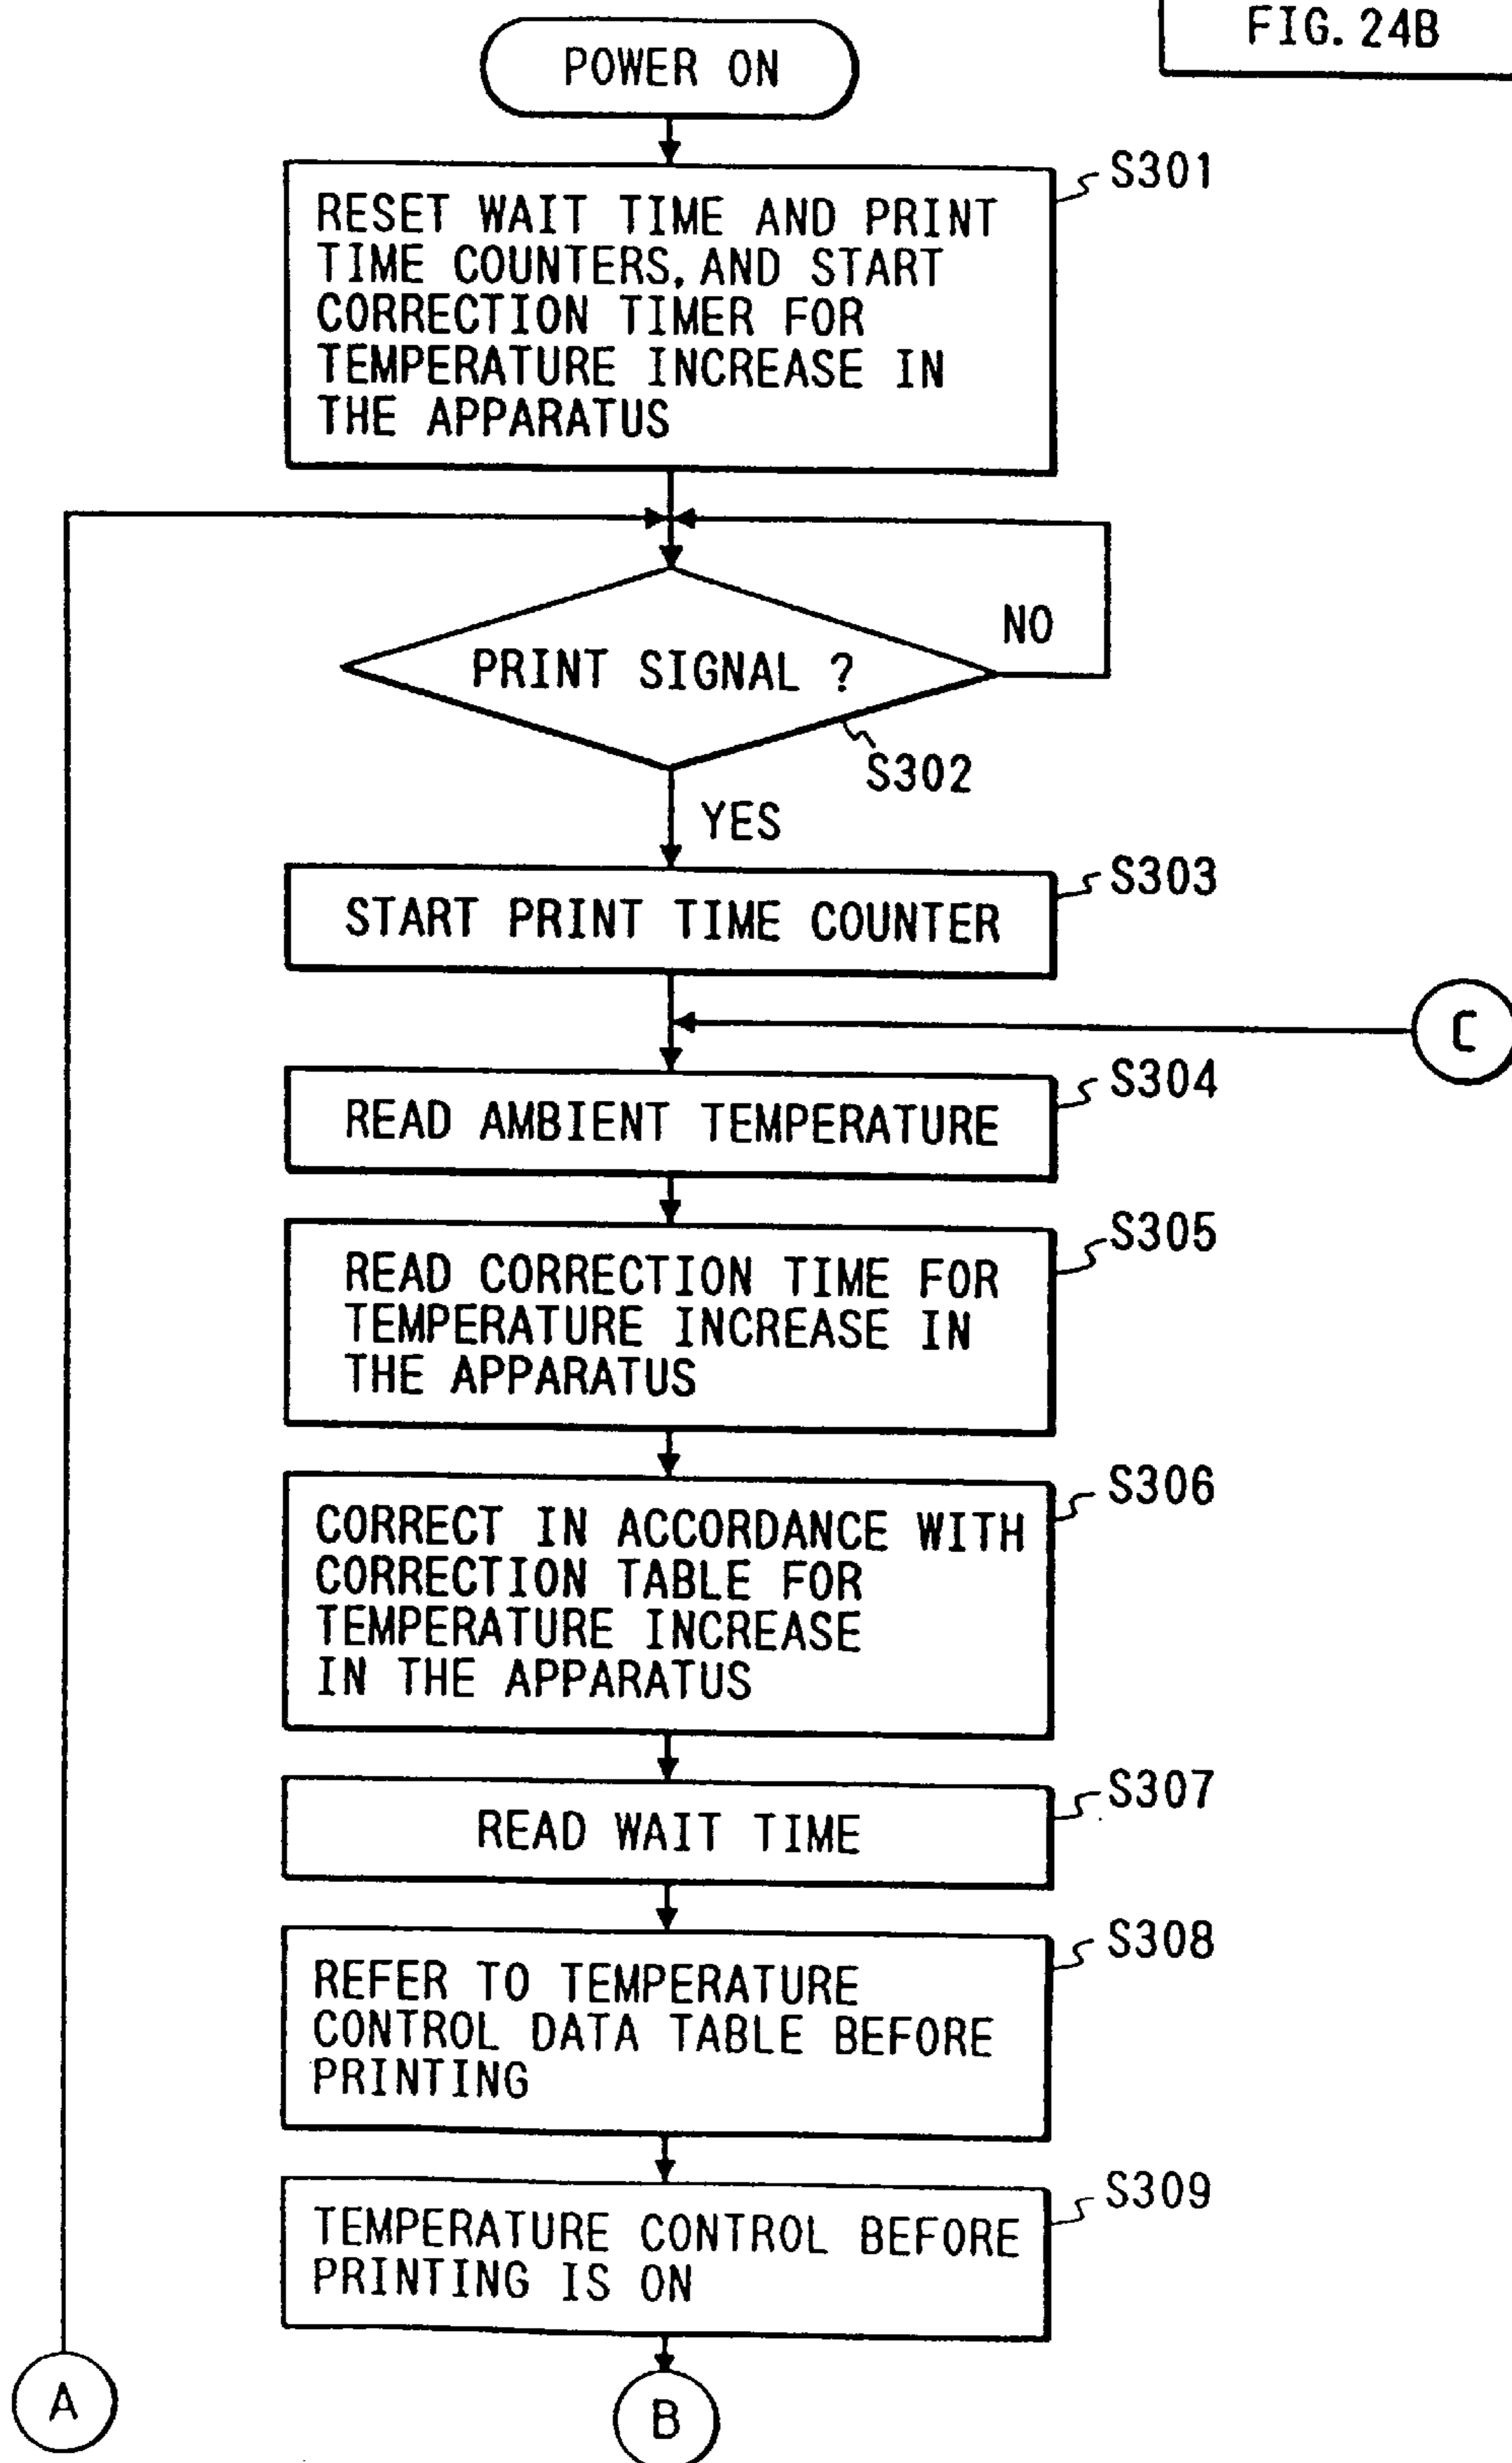 FIG. 24B
POWER ON
S301
RESET WAIT TIME AND PRINT
TIME COUNTERS, AND START
CORRECTION TIMER FOR
TEMPERATURE INCREASE IN
THE APPARATUS
NO
PRINT SIGNAL ?
S302
YES
S303
START PRINT TIME COUNTER
C
S304
READ AMBIENT TEMPERATURE
S305
READ CORRECTION TIME FOR
TEMPERATURE INCREASE IN
THE APPARATUS
S306
CORRECT IN ACCORDANCE WITH
CORRECTION TABLE FOR
TEMPERATURE INCREASE
IN THE APPARATUS
S307
READ WAIT TIME
S308
REFER TO TEMPERATURE
CONTROL DATA TABLE BEFORE
PRINTING
S309
TEMPERATURE CONTROL BEFORE
PRINTING IS ON
A
B